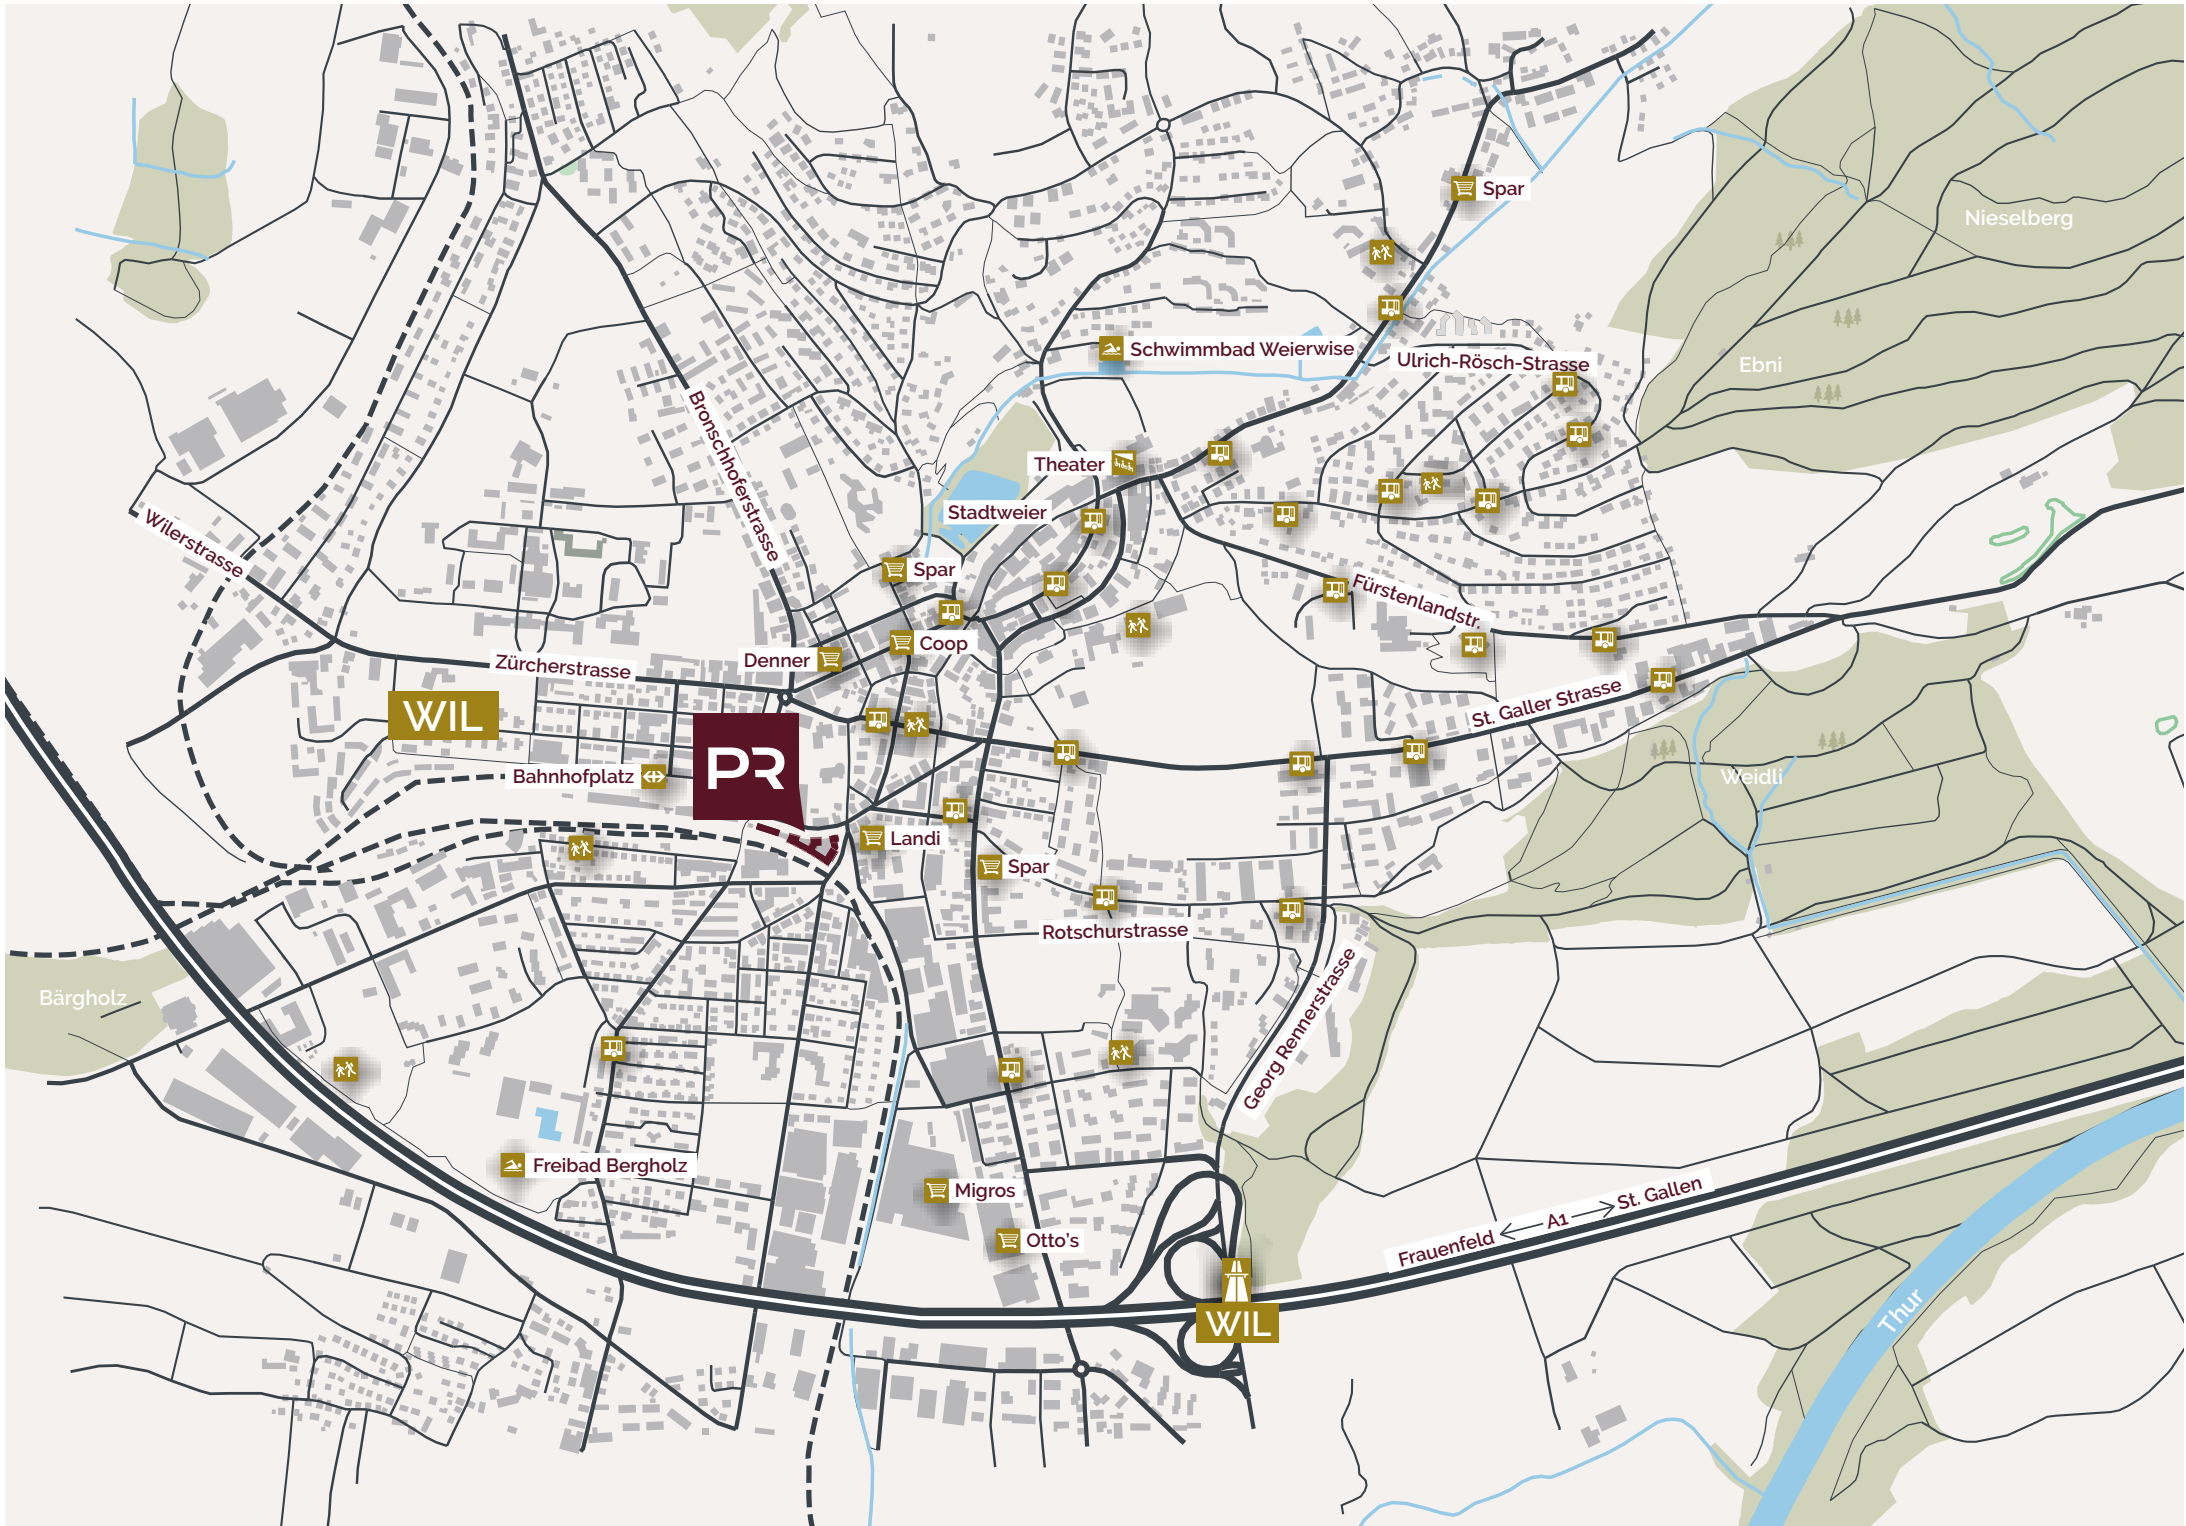 Spar
Nieselberg
Schwimmbad Weierwise
Ulrich-Rösch-Strasse
Ebni
Bronschhoferstrasse
Theater
Stadtweier
Wilerstrasse
Spar
Fürstenlandstr.
Coop
Denner
Zürcherstrasse
WIL
St. Galler Strasse
PR
Bahnhofplatz
Weidli
Landi
Spar
Rotschurstrasse
Bärgholz
Georg Rennerstrasse
Freibad Bergholz
Migros
Otto's
Frauenfeld A1 St. Gallen
WIL
Thur